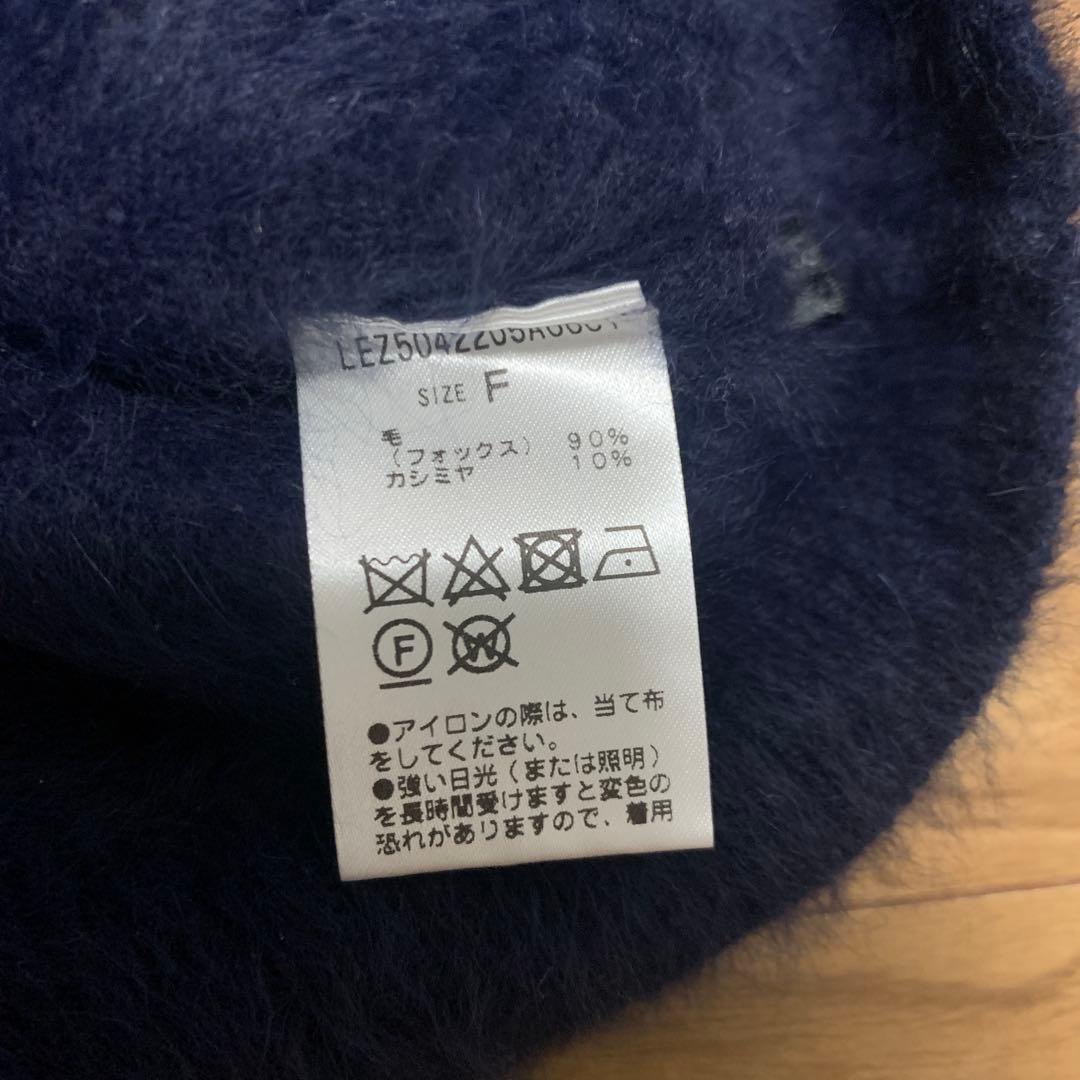 SIZE F
毛
(フォックス) 90%
カシミヤ 10%
F
W
●アイロンの際は、当て布
をしてください。
●強い日光(または照明)
を長時間受けますと変色の
恐れがありますので、着用